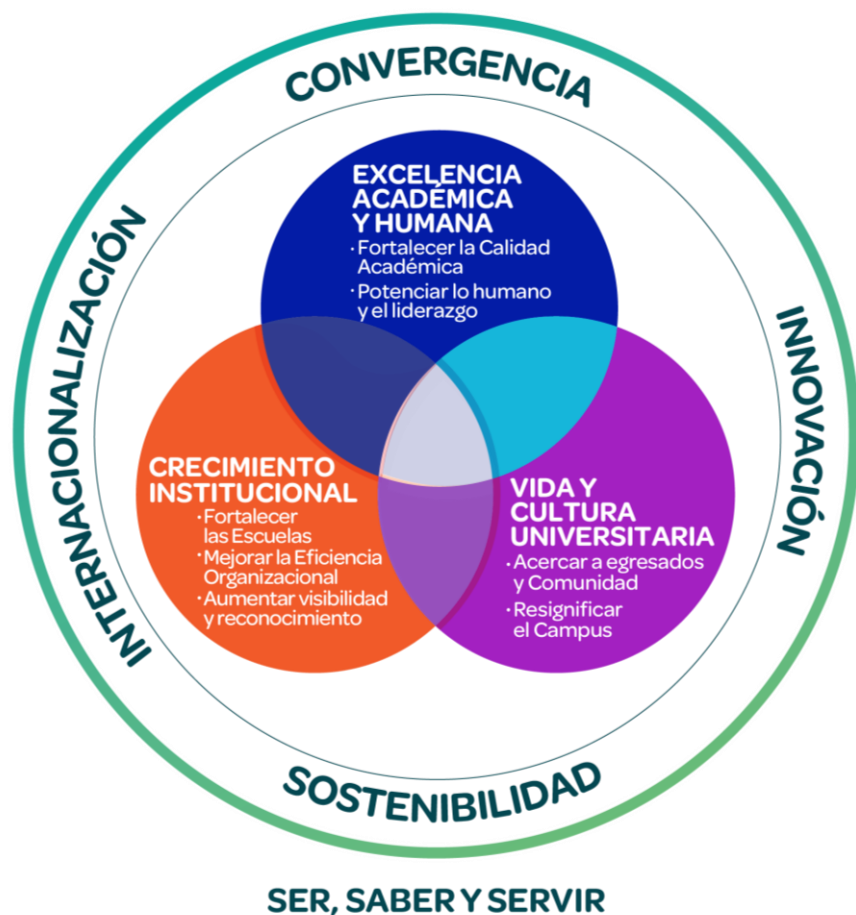 CONVERGENCIA
INTERNACIONALIZACIÓN
INNOVACIÓN
EXCELENCIA
ACADÉMICA
Y HUMANA
· Fortalecer la Calidad
Académica
· Potenciar lo humano
y el liderazgo
CRECIMIENTO
INSTITUCIONAL
· Fortalecer
las Escuelas
· Mejorar la Eficiencia
Organizacional
· Aumentar visibilidad
y reconocimiento
VIDA Y
CULTURA
UNIVERSITARIA
· Acercar a egresados
y Comunidad
· Resignificar
el Campus
SOSTENIBILIDAD
SER, SABER Y SERVIR